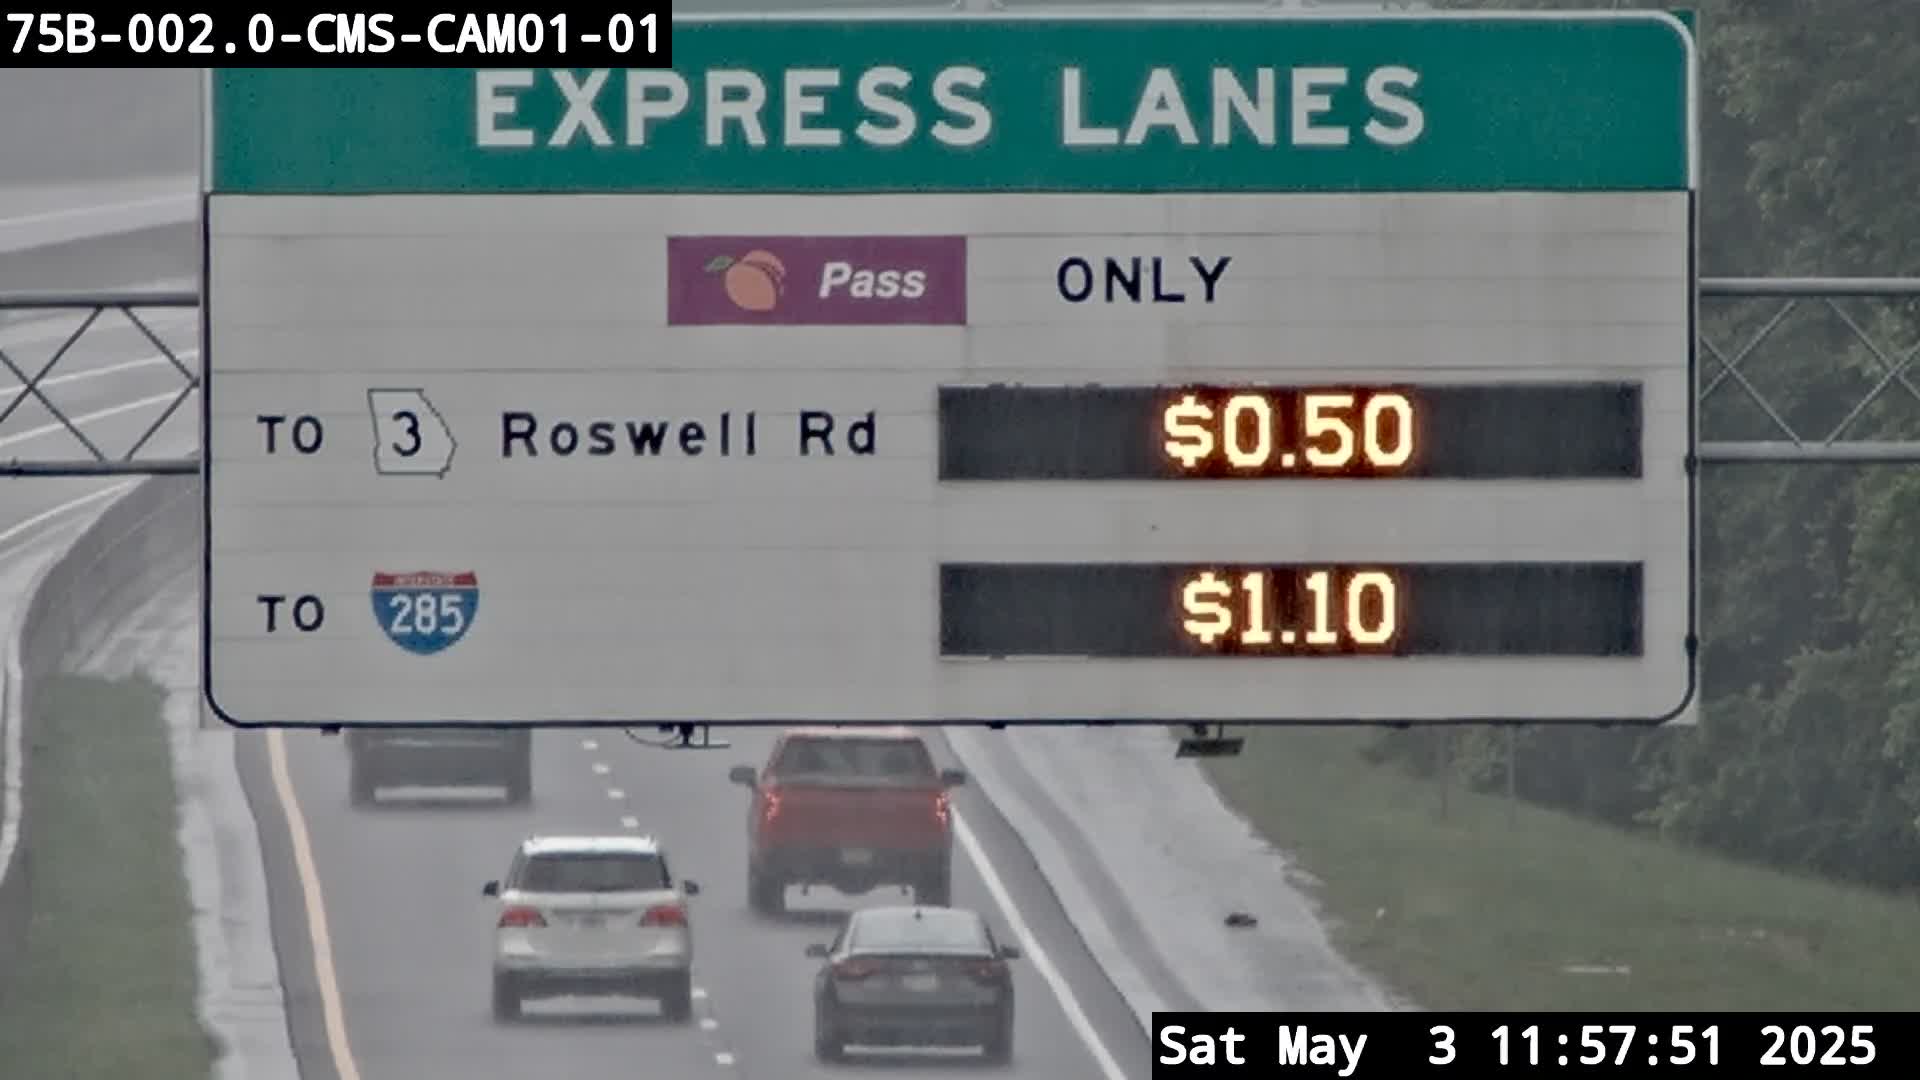 75B-002.0-CMS-CAM01-01
EXPRESS LANES
Pass ONLY
TO 3 Roswell Rd $0.50
INTERSTATE
TO 285 $1.10
Sat May 3 11:57:51 2025